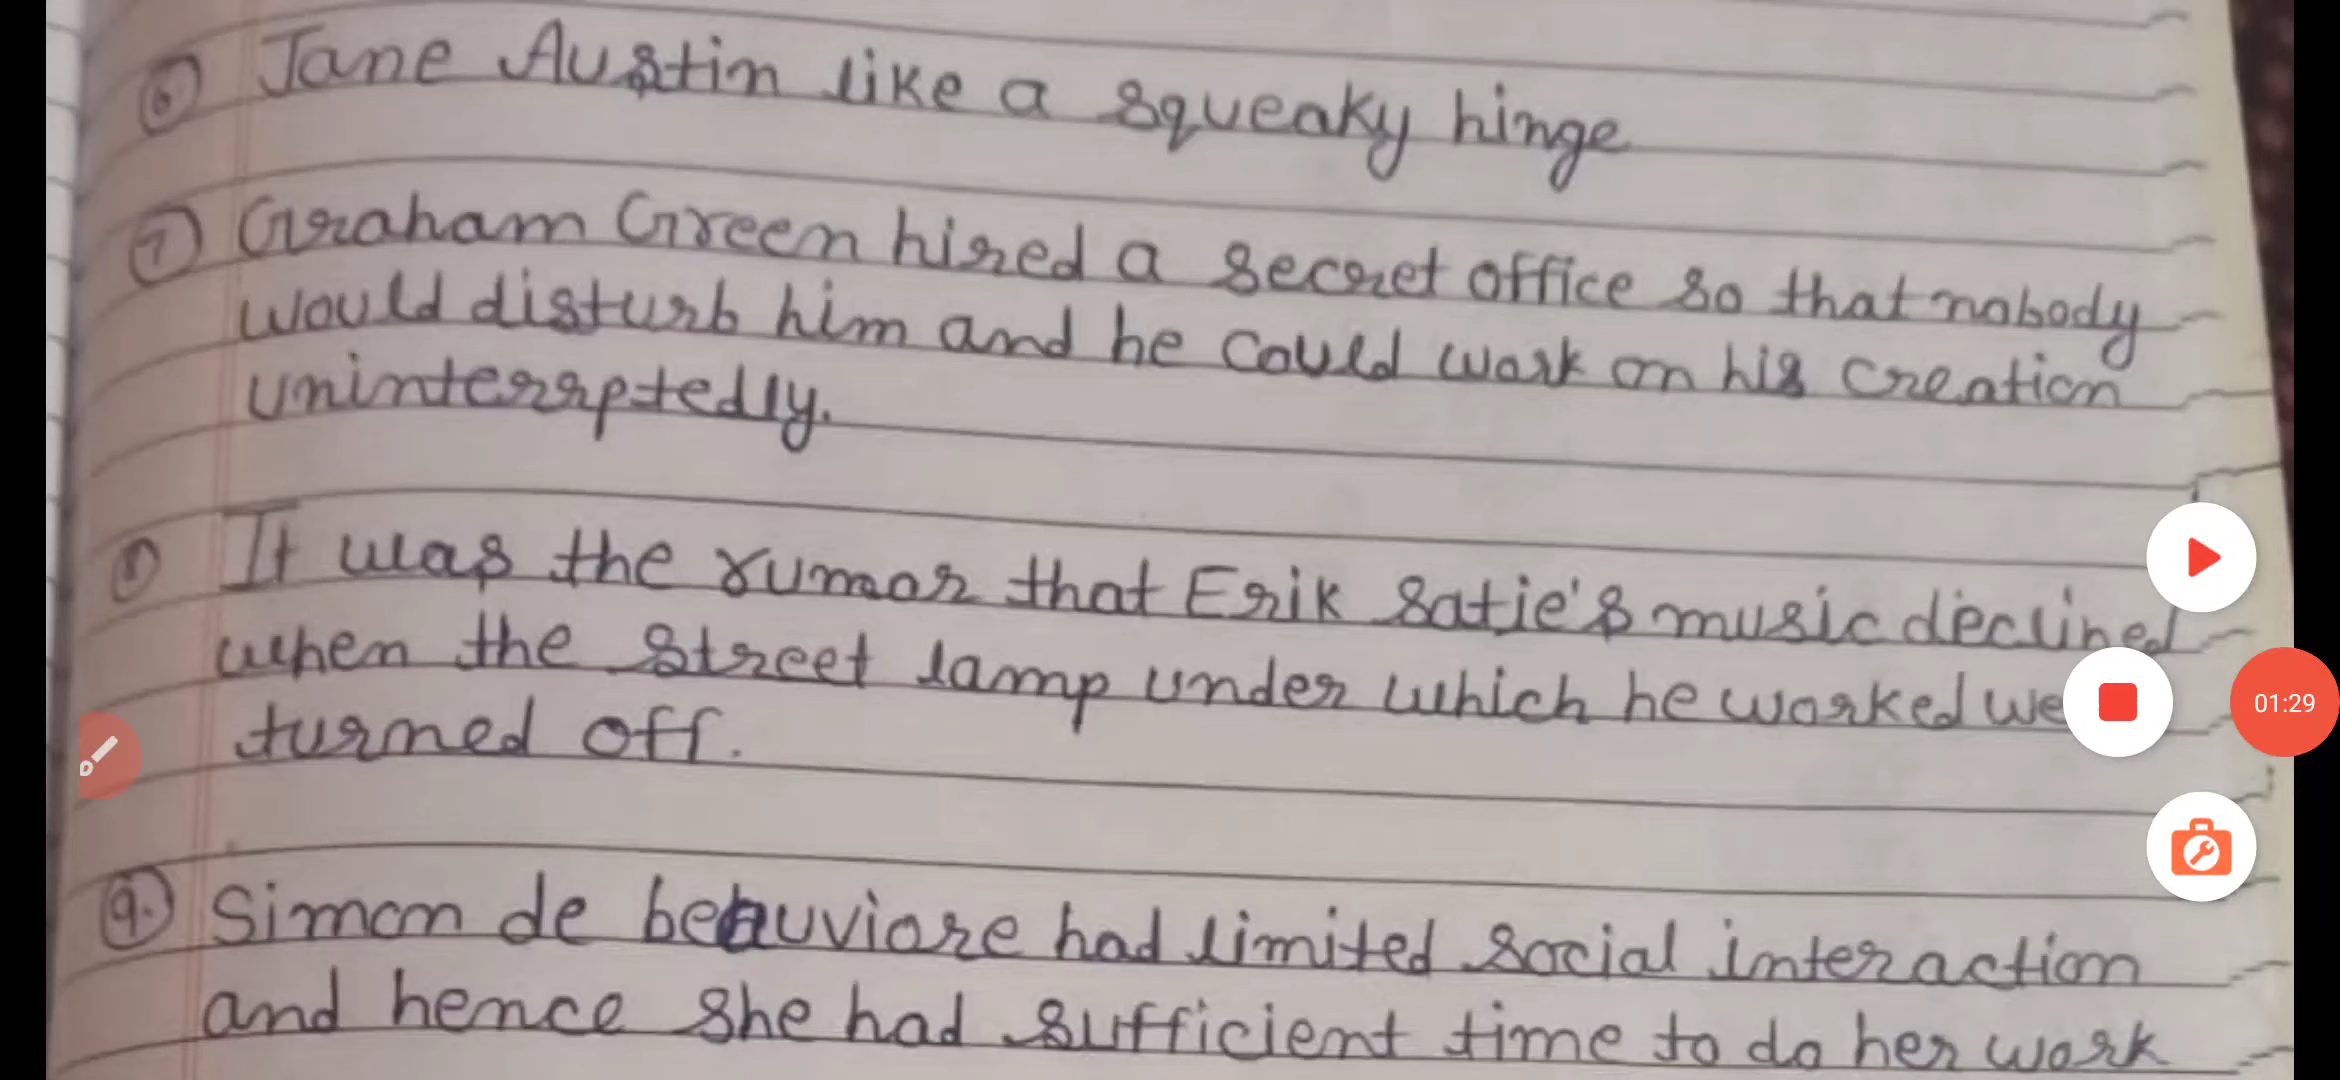 6 Jane Austin like a squeaky hinge
7 Graham Green hired a secret office so that nobody
would disturb him and he could work on his creation
uninterrptedly.
8 It was the rumor that Erik Satie's music declined
when the street lamp under which he worked we
turned off.
9. Simon de beauviore had limited social interaction
and hence she had sufficient time to do her work
01:29